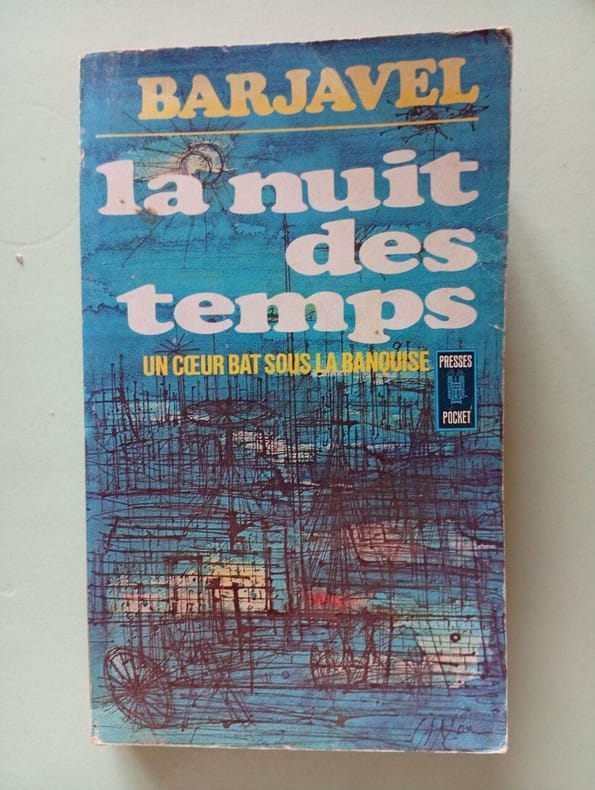 BARJAVEL
la nuit
des
temps
UN CŒUR BAT SOUS LA BANQUISE
PRESSES
POCKET